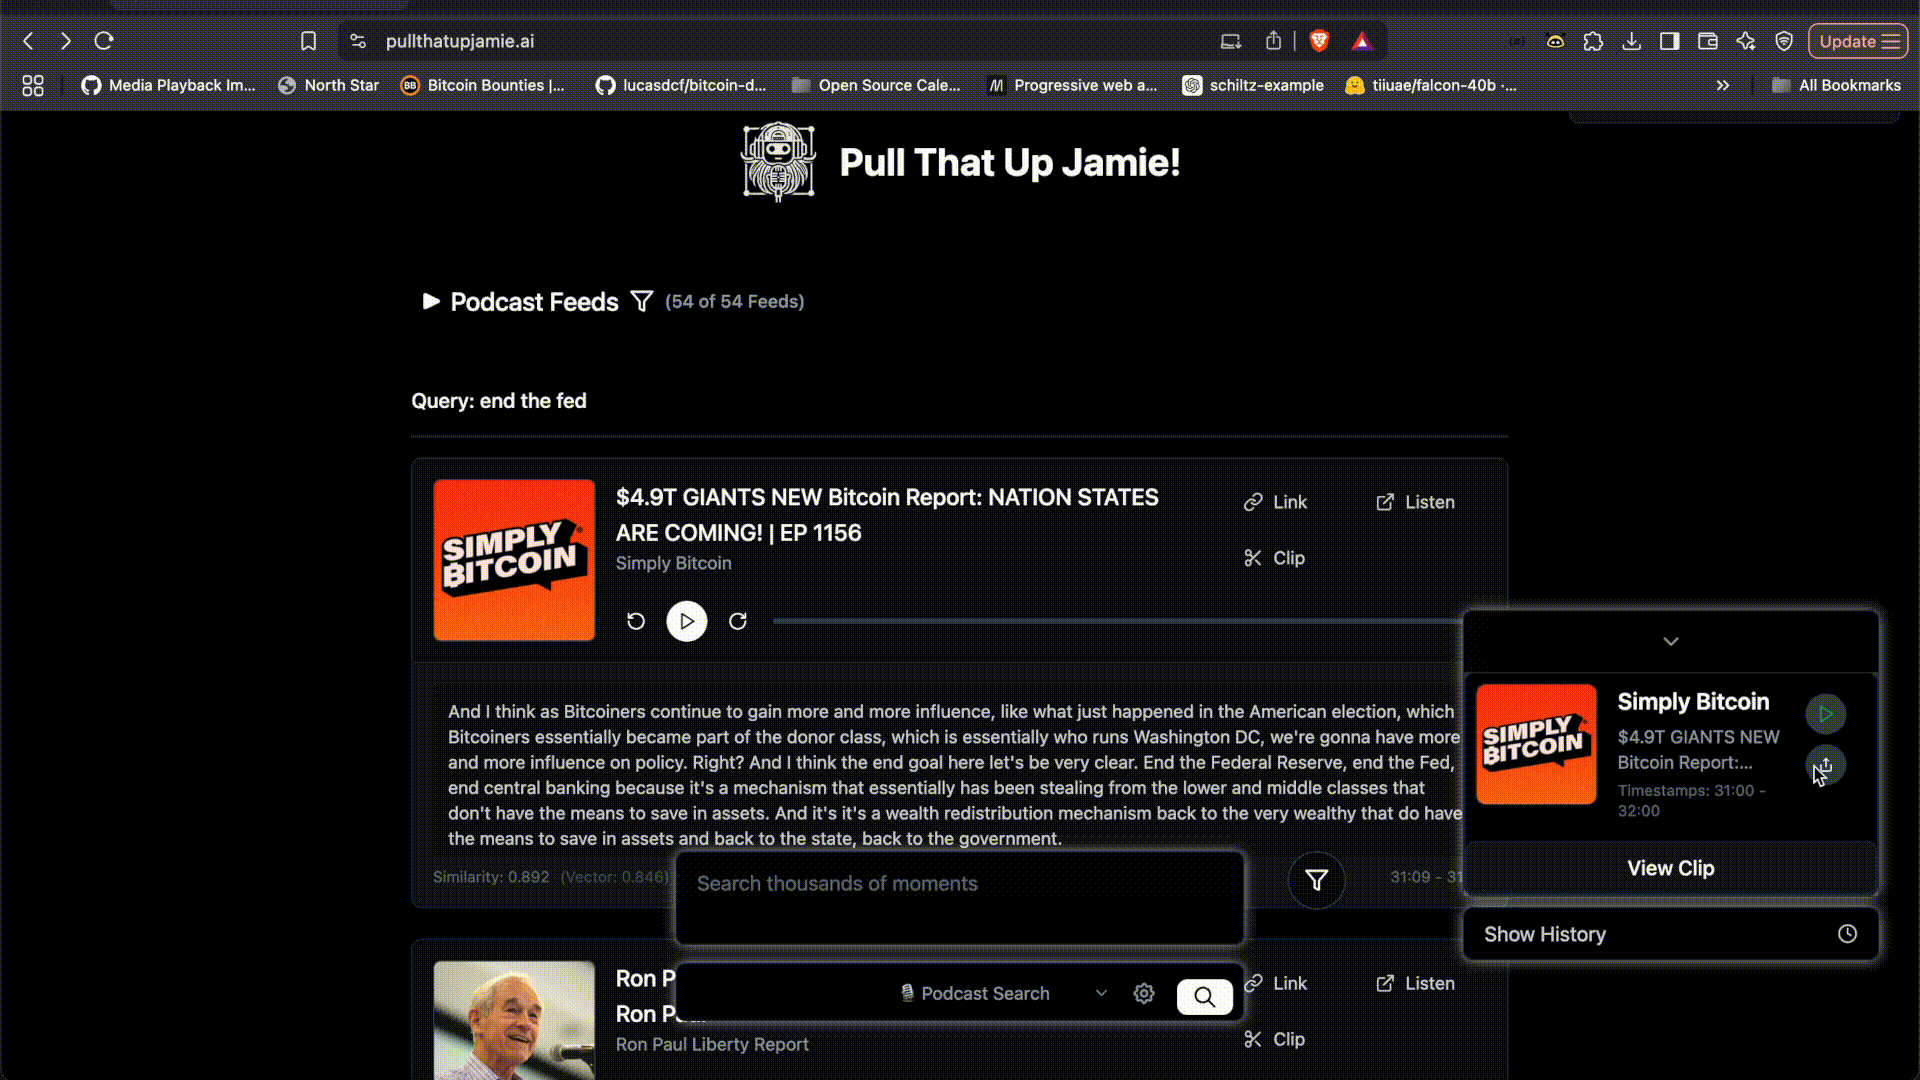 pullthatupjamie.ai
Update
Media Playback Im...
North Star
BB
Bitcoin Bounties |...
lucasdcf/bitcoin-d...
Open Source Cale...
M
Progressive web a...
schiltz-example
tiiuae/falcon-40b ·...
All Bookmarks
Pull That Up Jamie!
Podcast Feeds (54 of 54 Feeds)
Query: end the fed
SIMPLY BITCOIN
$4.9T GIANTS NEW Bitcoin Report: NATION STATES
ARE COMING! | EP 1156
Simply Bitcoin
Link
Listen
Clip
And I think as Bitcoiners continue to gain more and more influence, like what just happened in the American election, which
Bitcoiners essentially became part of the donor class, which is essentially who runs Washington DC, we're gonna have more
and more influence on policy. Right? And I think the end goal here let's be very clear. End the Federal Reserve, end the Fed,
end central banking because it's a mechanism that essentially has been stealing from the lower and middle classes that
don't have the means to save in assets. And it's it's a wealth redistribution mechanism back to the very wealthy that do have
the means to save in assets and back to the state, back to the government.
Similarity: 0.892 (Vector: 0.846)
31:09 - 31
Search thousands of moments
Podcast Search
SIMPLY BITCOIN
Simply Bitcoin
$4.9T GIANTS NEW
Bitcoin Report:...
Timestamps: 31:00 -
32:00
View Clip
Show History
Ron P
Ron
Ron Paul Liberty Report
Link
Listen
Clip